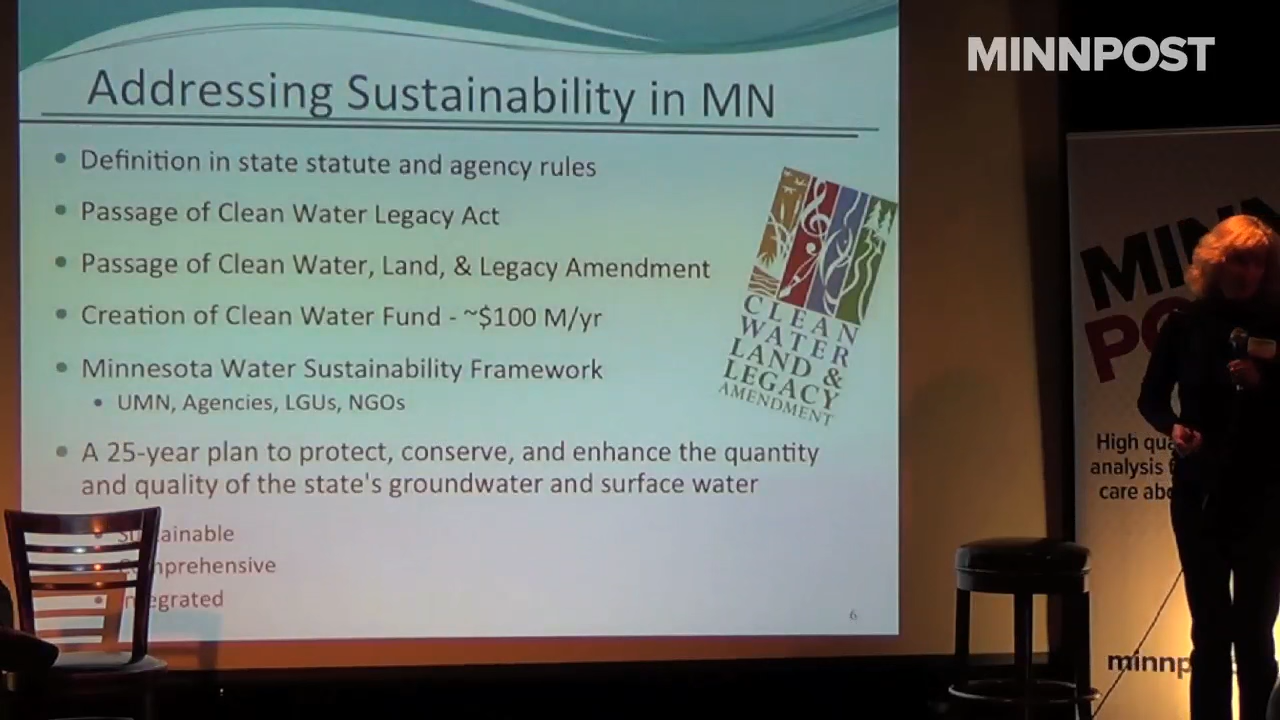 MINNPOST
Addressing Sustainability in MN
• Definition in state statute and agency rules
• Passage of Clean Water Legacy Act
• Passage of Clean Water, Land, & Legacy Amendment
• Creation of Clean Water Fund - ~$100 M/yr
• Minnesota Water Sustainability Framework
• UMN, Agencies, LGUs, NGOs
• A 25-year plan to protect, conserve, and enhance the quantity
and quality of the state's groundwater and surface water
• Sustainable
• Comprehensive
• Integrated
6
CLEAN
WATER
LAND &
LEGACY
AMENDMENT
High
analysis
care